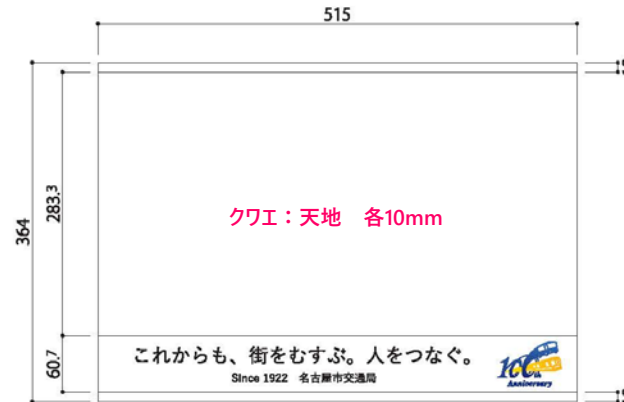 515
364
283.3
クワエ：天地　各10mm
60.7
これからも、街をむすぶ。人をつなぐ。
Since 1922　名古屋市交通局
100th
Anniversary